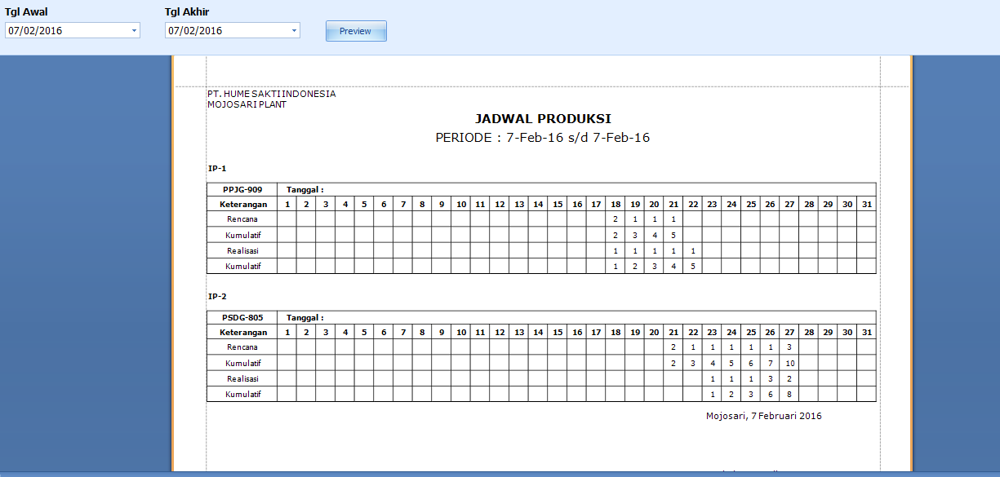 Tgl Awal Tgl Akhir
07/02/2016 07/02/2016 Preview
PT. HUME SAKTI INDONESIA
MOJOSARI PLANT
JADWAL PRODUKSI
PERIODE : 7-Feb-16 s/d 7-Feb-16
IP-1
PPJG-909 Tanggal :
Keterangan 1 2 3 4 5 6 7 8 9 10 11 12 13 14 15 16 17 18 19 20 21 22 23 24 25 26 27 28 29 30 31
Rencana 2 1 1 1
Kumulatif 2 3 4 5
Realisasi 1 1 1 1 1
Kumulatif 1 2 3 4 5
IP-2
PSDG-805 Tanggal :
Keterangan 1 2 3 4 5 6 7 8 9 10 11 12 13 14 15 16 17 18 19 20 21 22 23 24 25 26 27 28 29 30 31
Rencana 2 1 1 1 1 1 3
Kumulatif 2 3 4 5 6 7 10
Realisasi 1 1 1 3 2
Kumulatif 1 2 3 6 8
Mojosari, 7 Februari 2016